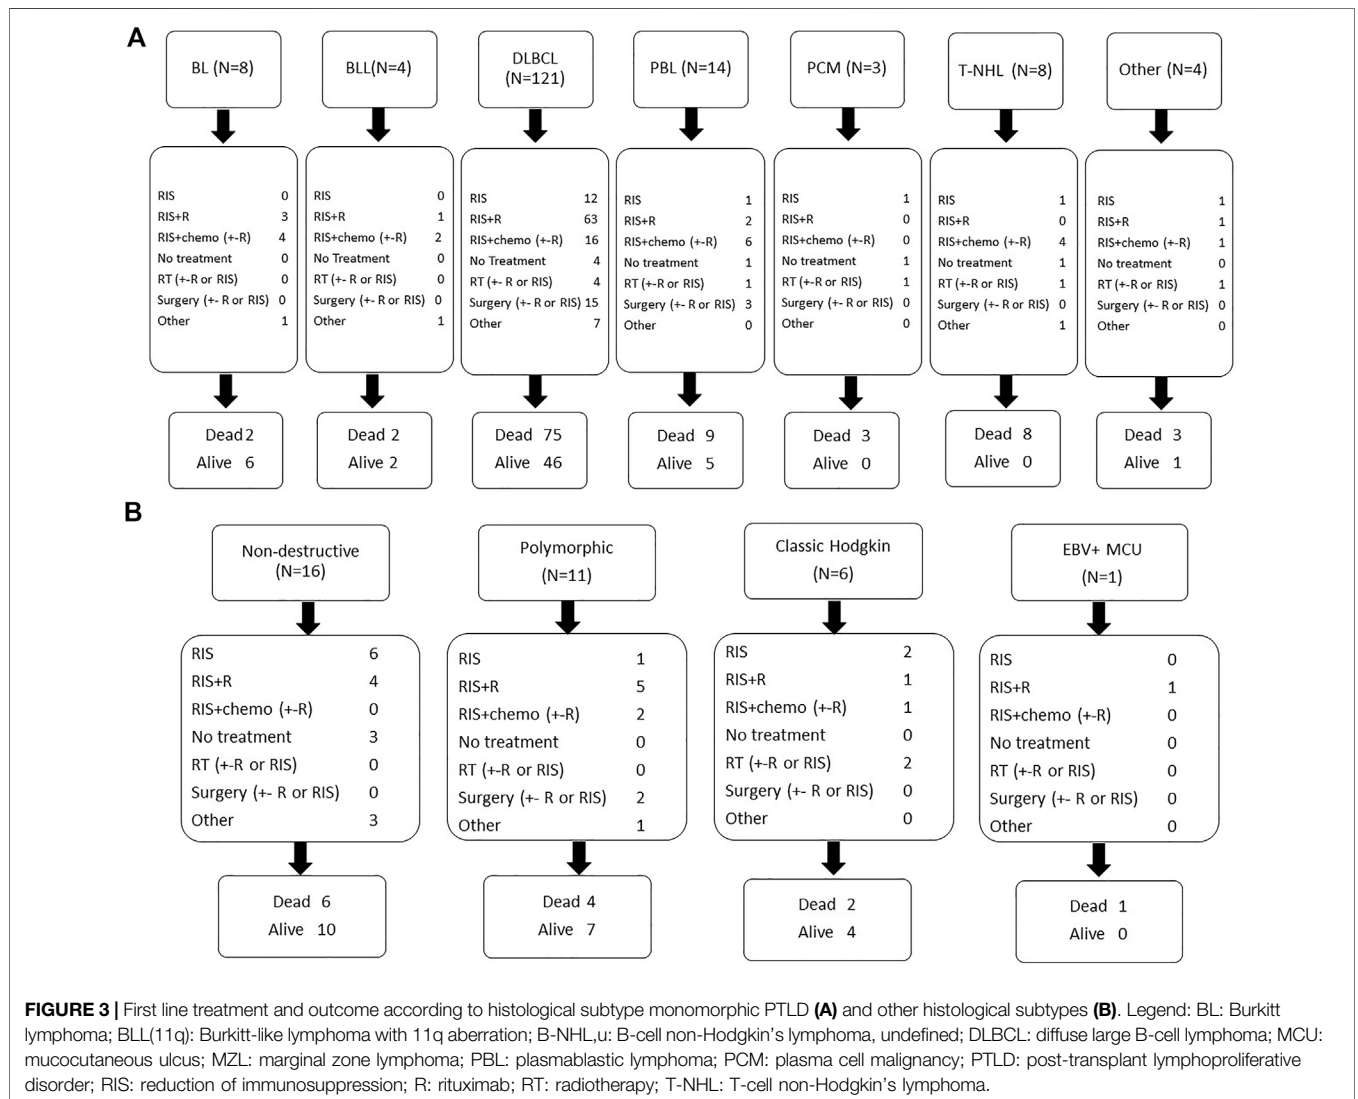 A
BL (N=8)
BLL(N=4)
DLBCL
(N=121)
PBL (N=14)
PCM (N=3)
T-NHL (N=8)
Other (N=4)
RIS 0
RIS+R 3
RIS+chemo (+-R) 4
No treatment 0
RT (+-R or RIS) 0
Surgery (+- R or RIS) 0
Other 1
RIS 0
RIS+R 1
RIS+chemo (+-R) 2
No Treatment 0
RT (+-R or RIS) 0
Surgery (+- R or RIS) 0
Other 1
RIS 12
RIS+R 63
RIS+chemo (+-R) 16
No Treatment 4
RT (+- R or RIS) 4
Surgery (+- R or RIS) 15
Other 7
RIS 1
RIS+R 2
RIS+chemo (+-R) 6
No treatment 1
RT (+-R or RIS) 1
Surgery (+- R or RIS) 3
Other 0
RIS 1
RIS+R 0
RIS+chemo (+-R) 0
No treatment 1
RT (+-R or RIS) 1
Surgery (+- R or RIS) 0
Other 0
RIS 1
RIS+R 0
RIS+chemo (+-R) 4
No treatment 1
RT (+-R or RIS) 1
Surgery (+- R or RIS) 0
Other 1
RIS 1
RIS+R 1
RIS+chemo (+-R) 1
No treatment 0
RT (+-R or RIS) 1
Surgery (+- R or RIS) 0
Other 0
Dead 2
Alive 6
Dead 2
Alive 2
Dead 75
Alive 46
Dead 9
Alive 5
Dead 3
Alive 0
Dead 8
Alive 0
Dead 3
Alive 1
B
Non-destructive
(N=16)
Polymorphic
(N=11)
Classic Hodgkin
(N=6)
EBV+ MCU
(N=1)
RIS 6
RIS+R 4
RIS+chemo (+-R) 0
No treatment 3
RT (+-R or RIS) 0
Surgery (+- R or RIS) 0
Other 3
RIS 1
RIS+R 5
RIS+chemo (+-R) 2
No treatment 0
RT (+-R or RIS) 0
Surgery (+- R or RIS) 2
Other 1
RIS 2
RIS+R 1
RIS+chemo (+-R) 1
No treatment 0
RT (+-R or RIS) 2
Surgery (+- R or RIS) 0
Other 0
RIS 0
RIS+R 1
RIS+chemo (+-R) 0
No treatment 0
RT (+-R or RIS) 0
Surgery (+- R or RIS) 0
Other 0
Dead 6
Alive 10
Dead 4
Alive 7
Dead 2
Alive 4
Dead 1
Alive 0
FIGURE 3 | First line treatment and outcome according to histological subtype monomorphic PTLD (A) and other histological subtypes (B). Legend: BL: Burkitt
lymphoma; BLL(11q): Burkitt-like lymphoma with 11q aberration; B-NHL,u: B-cell non-Hodgkin's lymphoma, undefined; DLBCL: diffuse large B-cell lymphoma; MCU:
mucocutaneous ulcus; MZL: marginal zone lymphoma; PBL: plasmablastic lymphoma; PCM: plasma cell malignancy; PTLD: post-transplant lymphoproliferative
disorder; RIS: reduction of immunosuppression; R: rituximab; RT: radiotherapy; T-NHL: T-cell non-Hodgkin's lymphoma.